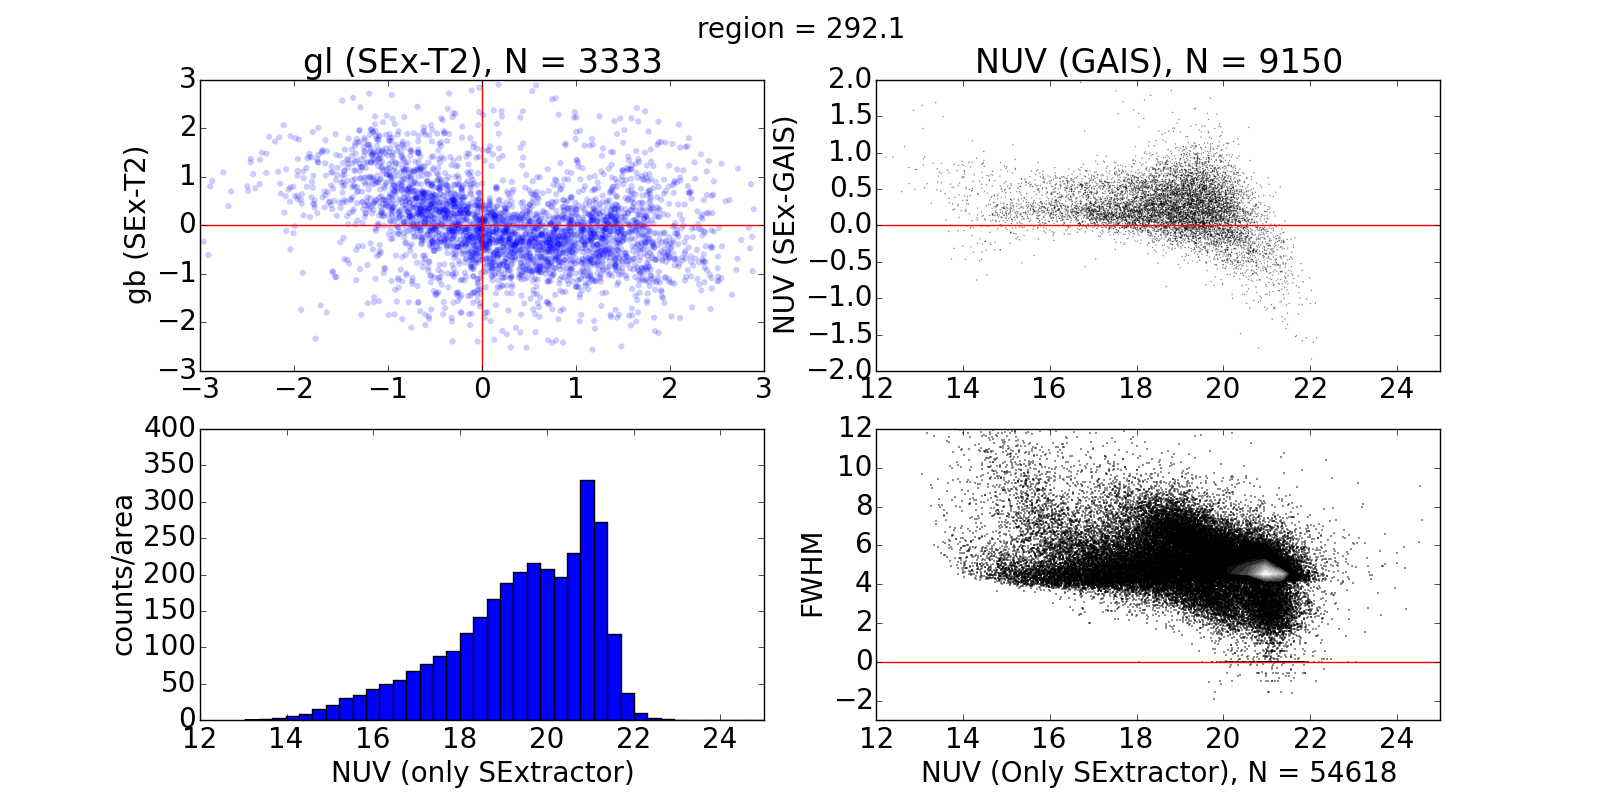 region = 292.1
gl (SEx-T2), N = 3333
3
2
1
0
−1
−2
−3
gb (SEx-T2)
−3 −2 −1 0 1 2 3
NUV (GAIS), N = 9150
2.0
1.5
1.0
0.5
0.0
−0.5
−1.0
−1.5
−2.0
NUV (SEx-GAIS)
12 14 16 18 20 22 24
400
350
300
250
200
150
100
50
0
counts/area
12 14 16 18 20 22 24
NUV (only SExtractor)
12
10
8
6
4
2
0
−2
FWHM
12 14 16 18 20 22 24
NUV (Only SExtractor), N = 54618